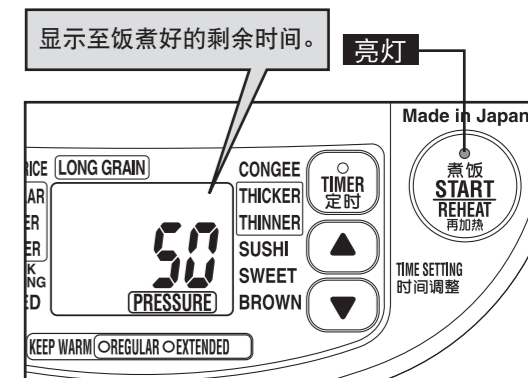 显示至饭煮好的剩余时间。
亮灯
Made in Japan
LONG GRAIN
CONGEE
THICKER
THINNER
SUSHI
SWEET
BROWN
50
PRESSURE
TIMER
定时
煮饭
START
REHEAT
再加热
TIME SETTING
时间调整
KEEP WARM
REGULAR
EXTENDED